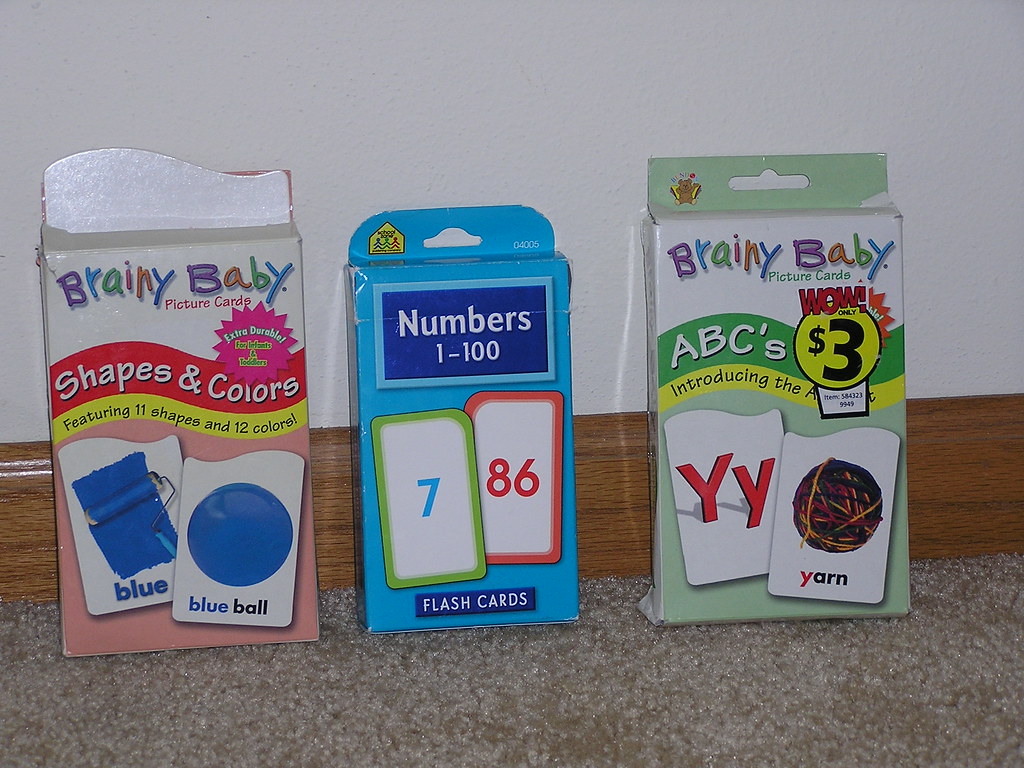 Brainy Baby
Picture Cards
Extra Durable!
For Infants
&
Toddlers
Shapes & Colors
Featuring 11 shapes and 12 colors!
blue
blue ball
school
zone
04005
Numbers
1-100
7
86
FLASH CARDS
Brainy Baby
Picture Cards
WOW!
ONLY
$3
Item: 584323
9949
ABC's
Introducing the
Yy
yarn